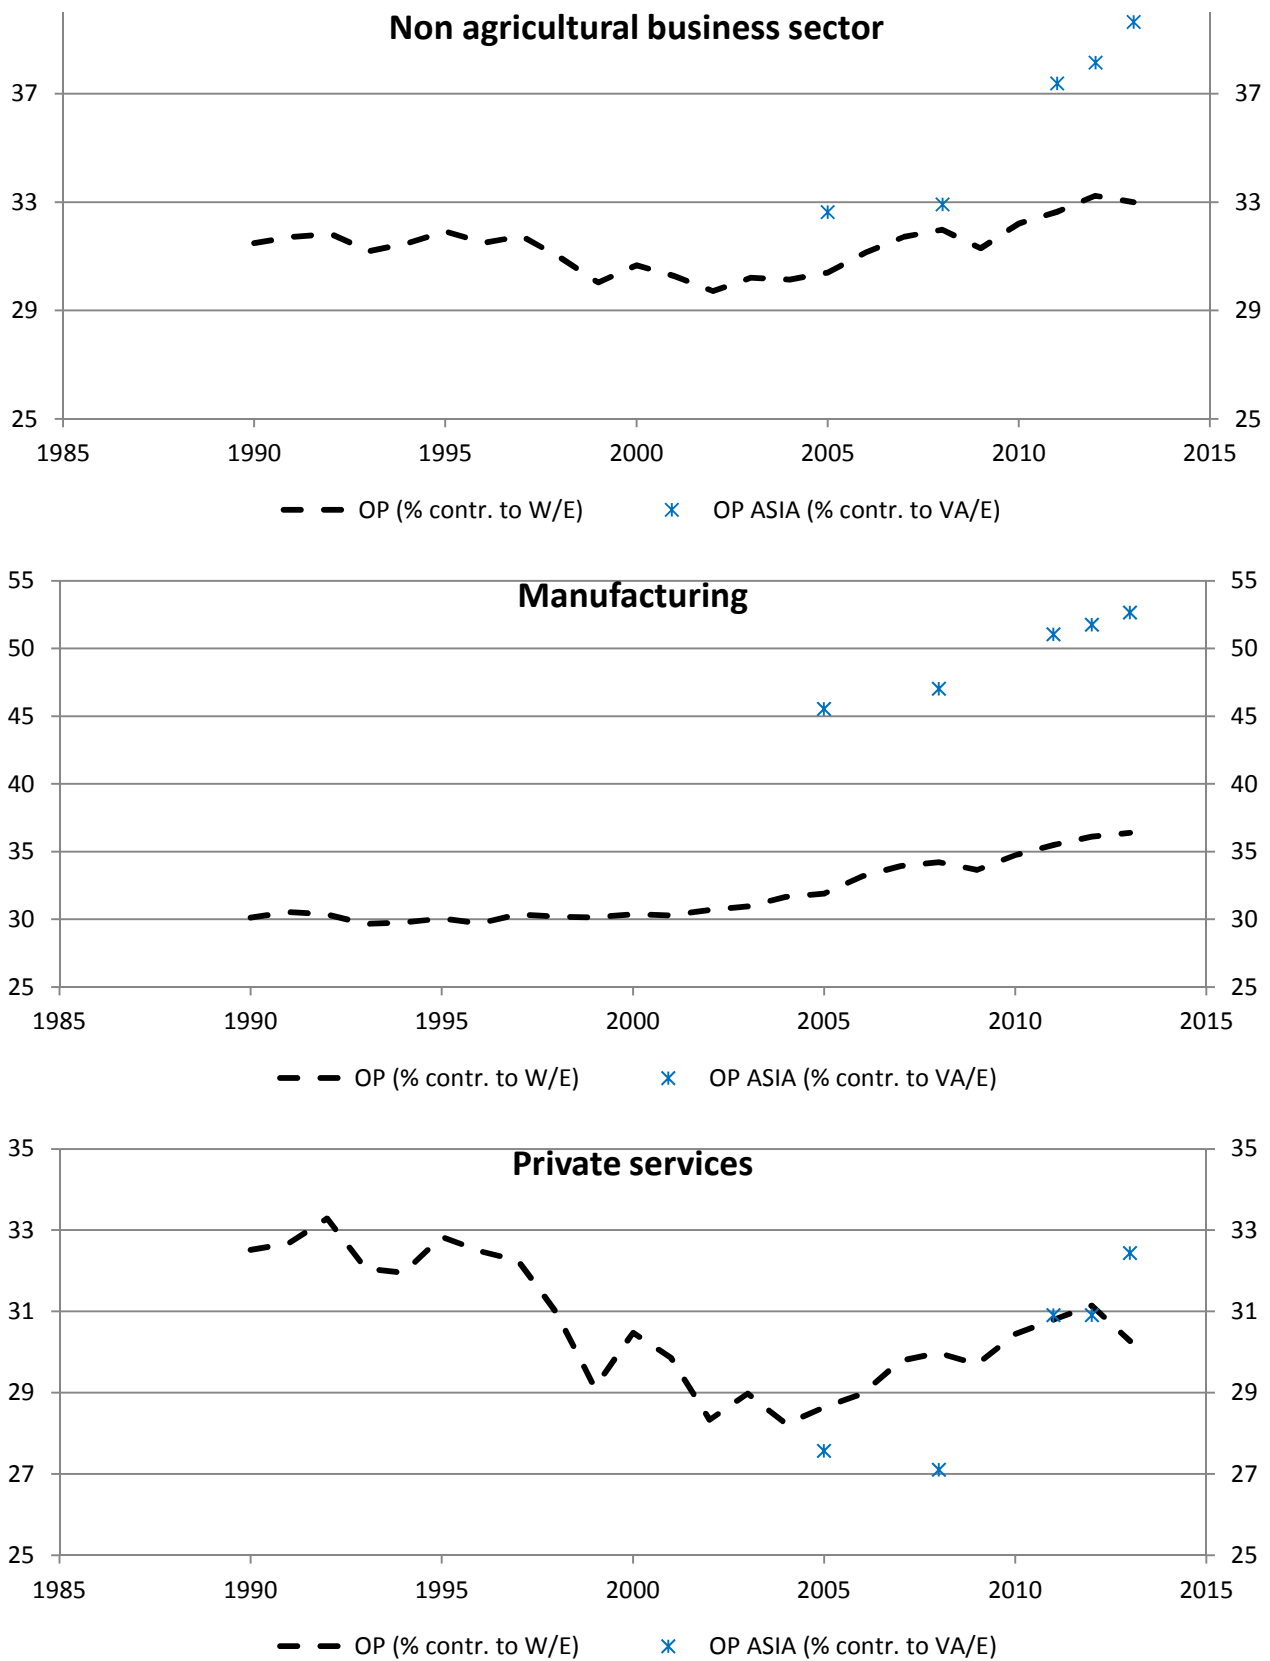 Non agricultural business sector
37 37
33 33
29 29
25 25
1985 1990 1995 2000 2005 2010 2015
OP (% contr. to W/E) OP ASIA (% contr. to VA/E)
55 55
Manufacturing
50 50
45 45
40 40
35 35
30 30
25 25
1985 1990 1995 2000 2005 2010 2015
OP (% contr. to W/E) OP ASIA (% contr. to VA/E)
35 35
Private services
33 33
31 31
29 29
27 27
25 25
1985 1990 1995 2000 2005 2010 2015
OP (% contr. to W/E) OP ASIA (% contr. to VA/E)